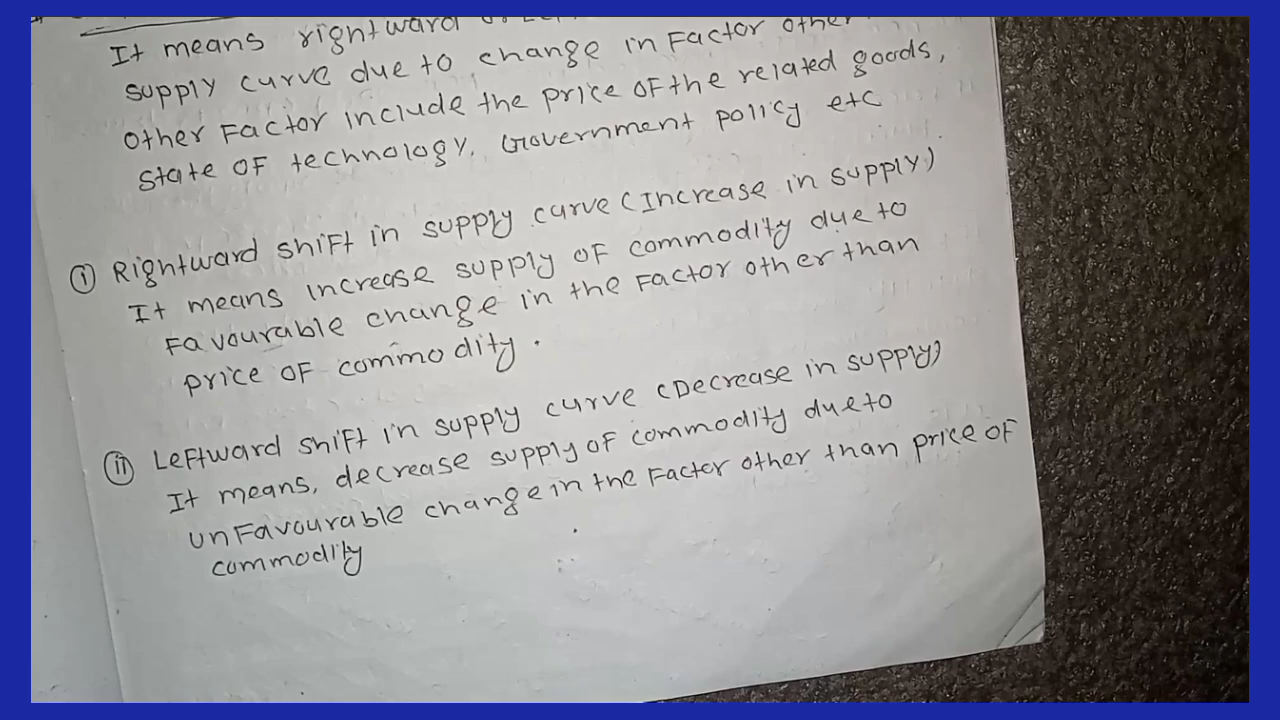 It means rightward
supply curve due to change in Factor other
other Factor include the price of the related goods,
state of technology, Government policy etc
(i) Rightward shift in supply curve (Increase in supply)
It means increase supply of commodity due to
Favourable change in the Factor other than
price of commodity.
(ii) Leftward shift in supply curve (Decrease in supply)
It means, decrease supply of commodity due to
unFavourable change in the Factor other than price of
commodity